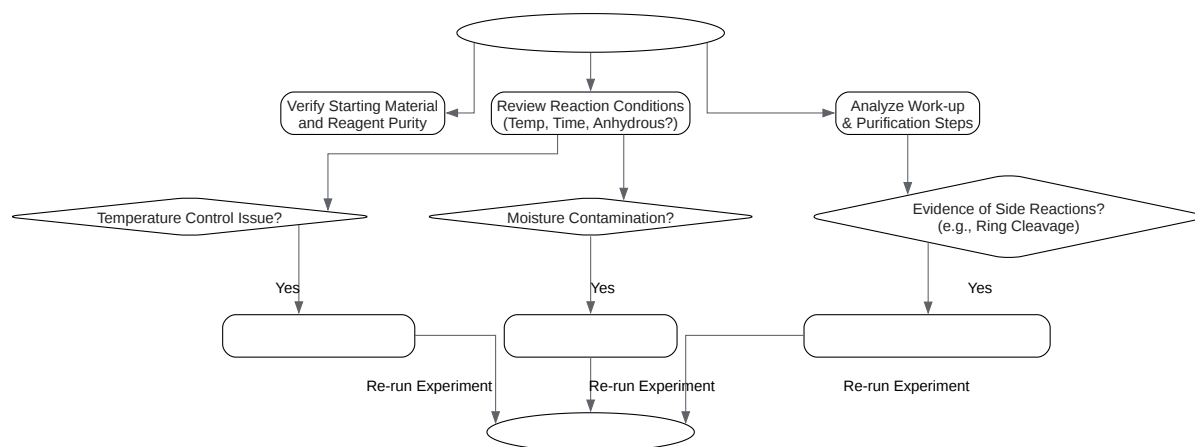 Verify Starting Material
and Reagent Purity
Review Reaction Conditions
(Temp, Time, Anhydrous?)
Analyze Work-up
& Purification Steps
Temperature Control Issue?
Moisture Contamination?
Evidence of Side Reactions?
(e.g., Ring Cleavage)
Yes
Yes
Yes
Re-run Experiment
Re-run Experiment
Re-run Experiment